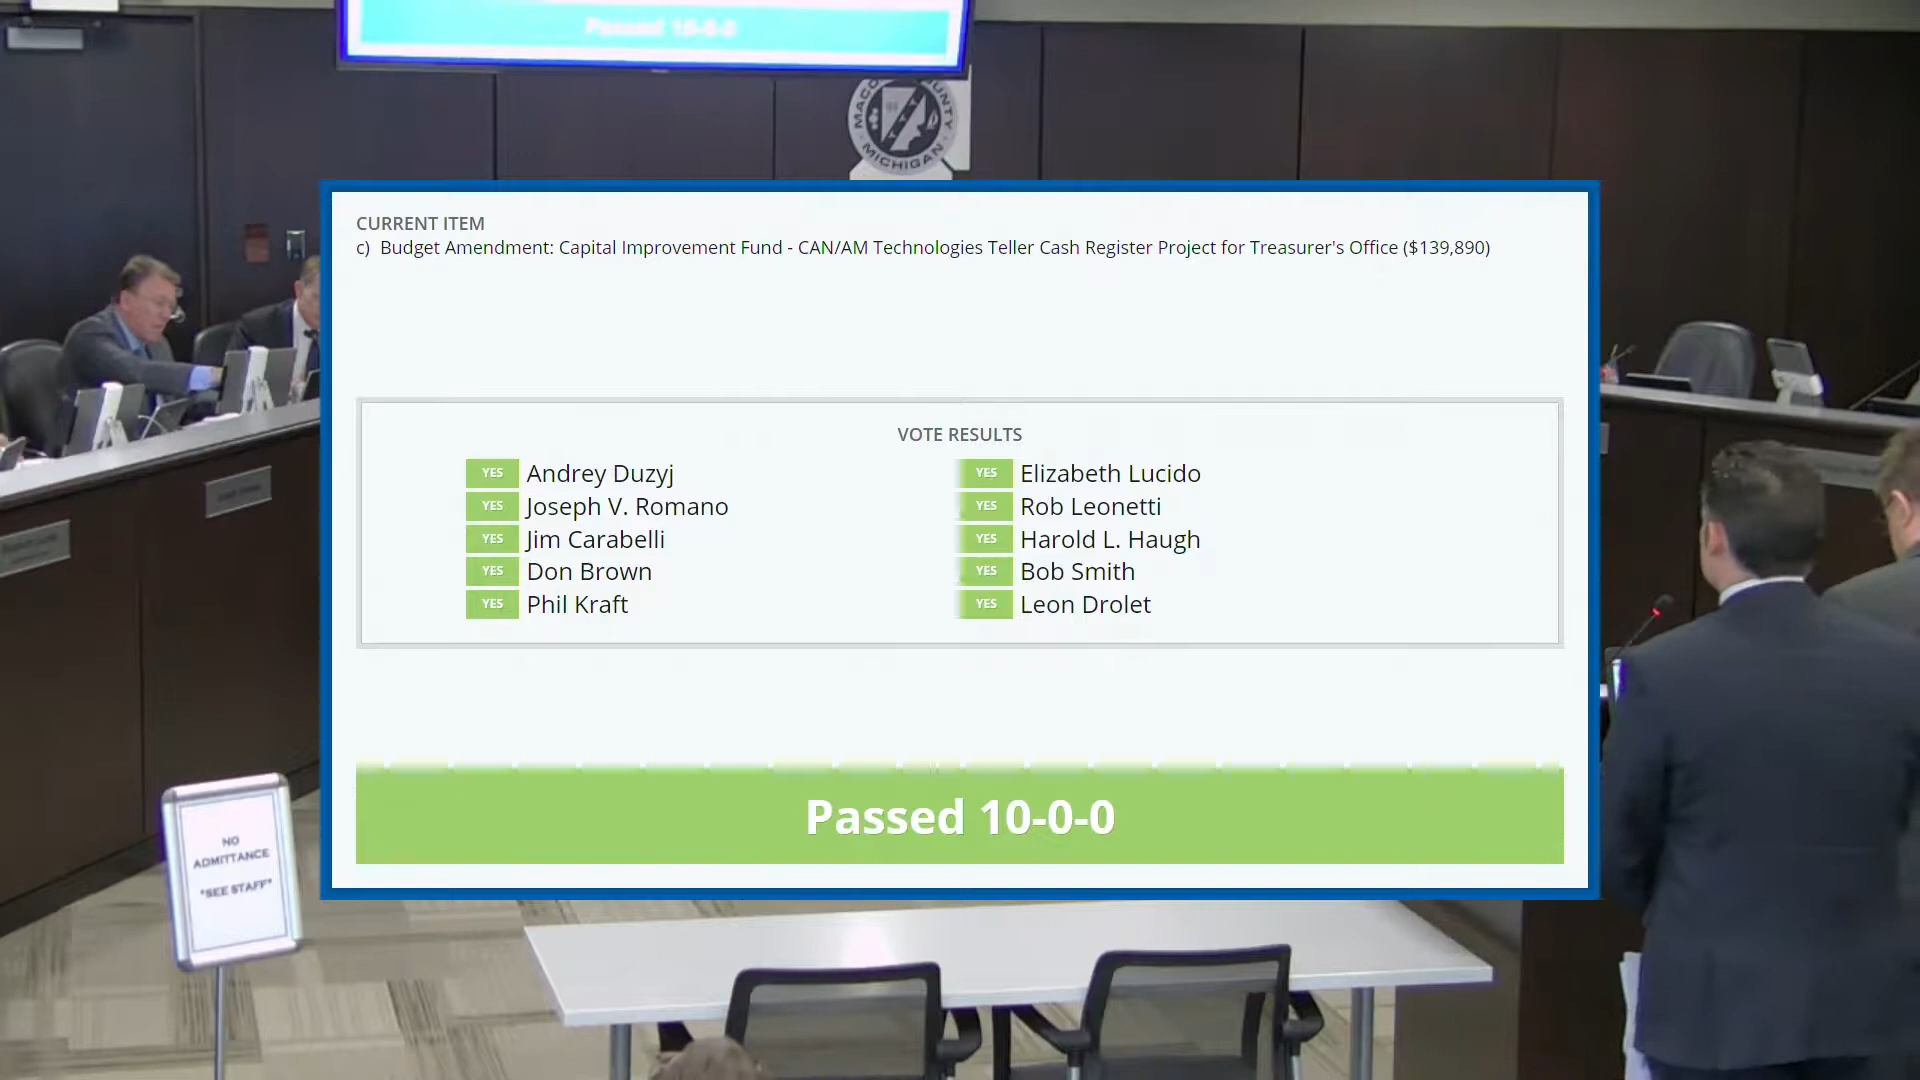 Passed 10-0-0
MACOMB COUNTY
MICHIGAN
CURRENT ITEM
c) Budget Amendment: Capital Improvement Fund - CAN/AM Technologies Teller Cash Register Project for Treasurer's Office ($139,890)
VOTE RESULTS
YES Andrey Duzyj
YES Joseph V. Romano
YES Jim Carabelli
YES Don Brown
YES Phil Kraft
YES Elizabeth Lucido
YES Rob Leonetti
YES Harold L. Haugh
YES Bob Smith
YES Leon Drolet
Passed 10-0-0
NO
ADMITTANCE
*SEE STAFF*